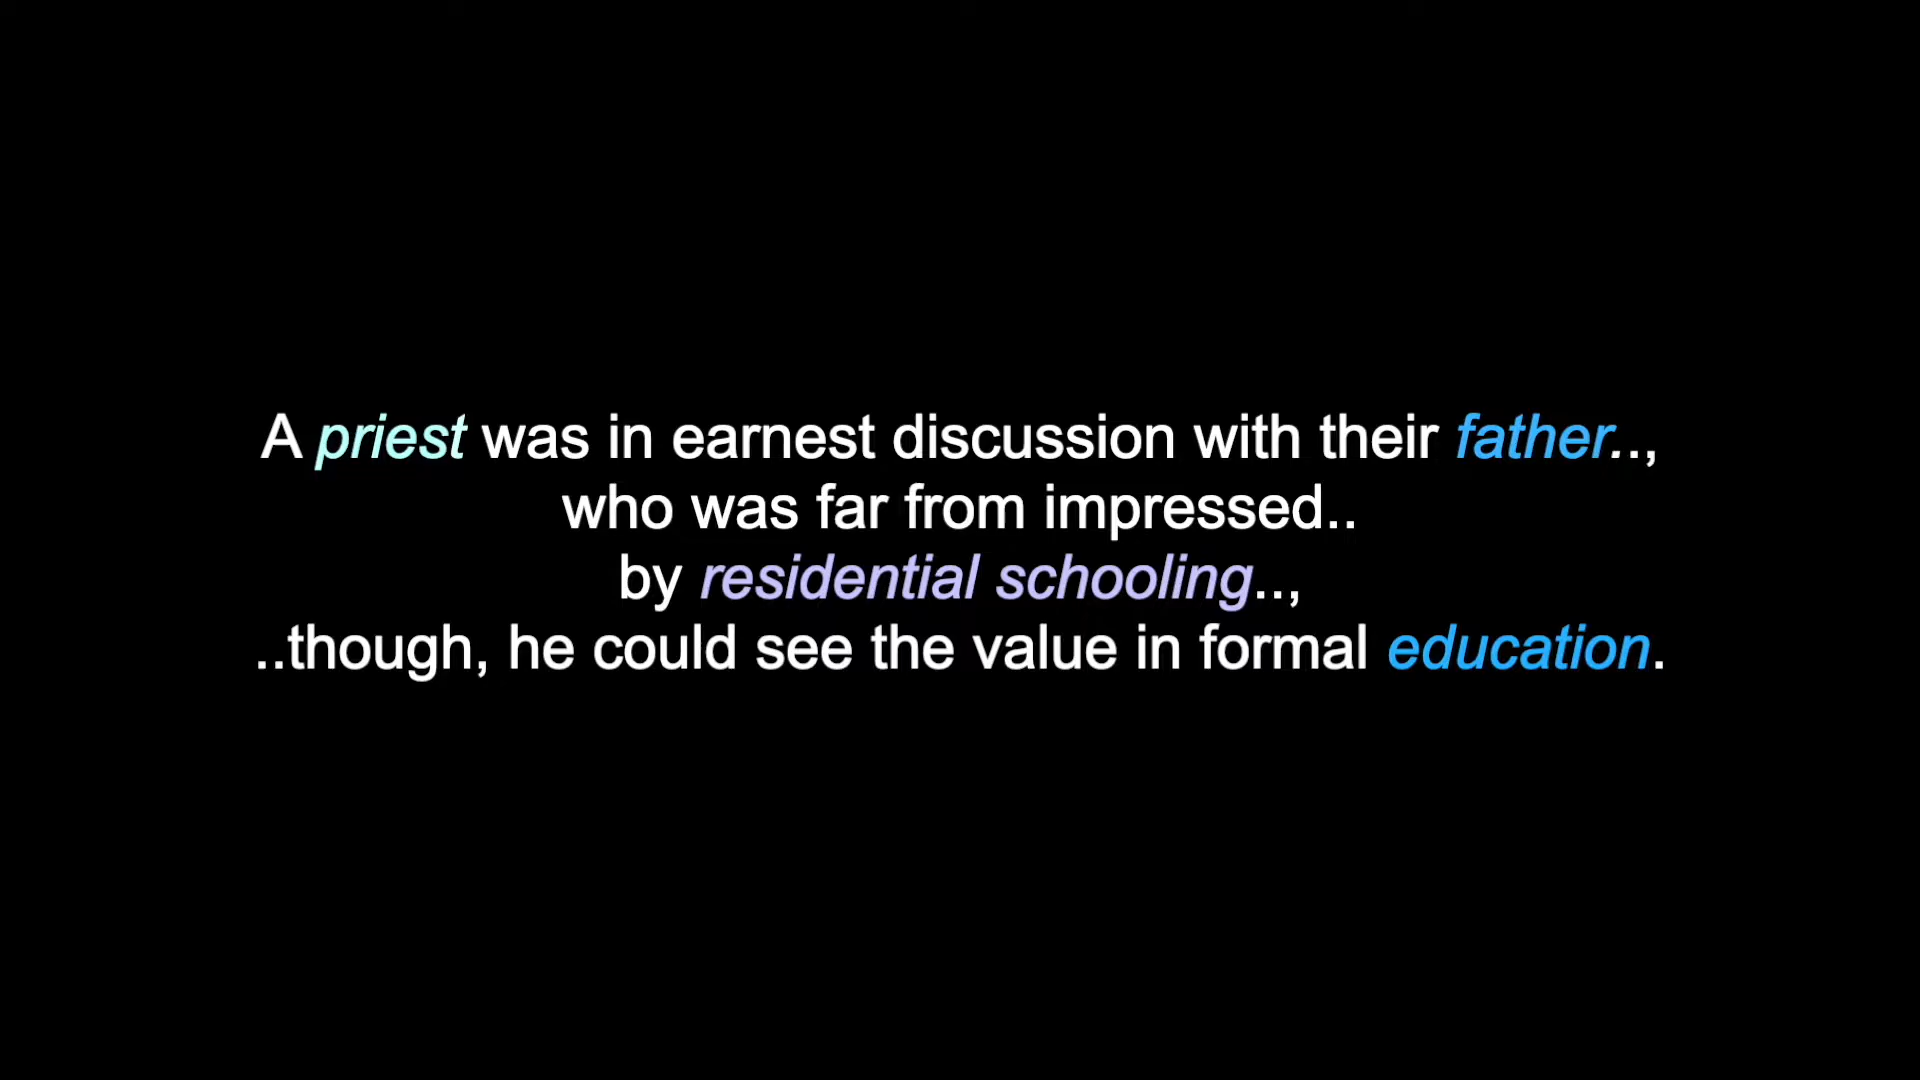 A priest was in earnest discussion with their father..,
who was far from impressed..
by residential schooling..,
..though, he could see the value in formal education.